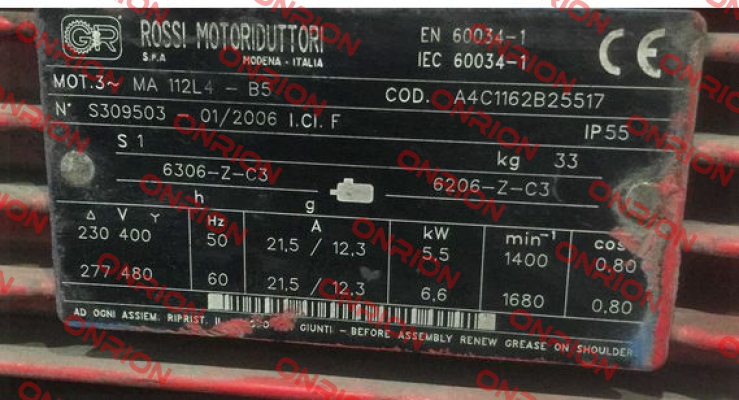 GR ROSSI MOTORIDUTTORI EN 60034-1
S.P.A MODENA - ITALIA IEC 60034-1 CE
MOT.3~ MA 112L4 - B5 COD. A4C1162B25517
N° S309503 01/2006 I.Cl. F IP 55
S 1 kg 33
6306-Z-C3 6206-Z-C3
h g
Δ V Y Hz A kW min⁻¹ cos
230 400 50 21,5 / 12,3 5,5 1400 0,80
277 480 60 21,5 / 12,3 6,6 1680 0,80
AD OGNI ASSIEM. RIPRIST. IL GIUNTI - BEFORE ASSEMBLY RENEW GREASE ON SHOULDER
ONRION